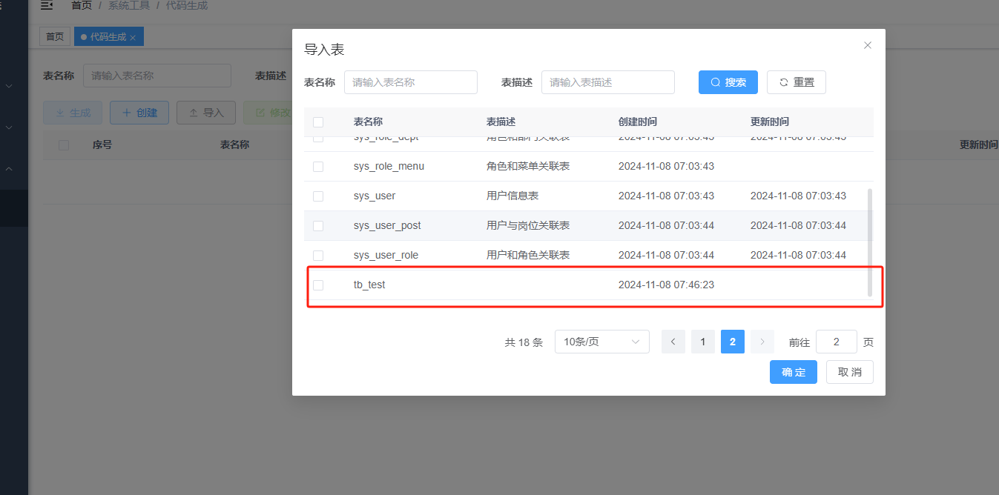 首页 / 系统工具 / 代码生成
首页 代码生成
导入表
表名称 请输入表名称 表描述
表名称 请输入表名称 表描述 请输入表描述 搜索 重置
生成 创建 导入 修改
序号 表名称 更新时间
表名称 表描述 创建时间 更新时间
sys_role_dept 角色和部门关联表 2024-11-08 07:03:43 2024-11-08 07:03:43
sys_role_menu 角色和菜单关联表 2024-11-08 07:03:43
sys_user 用户信息表 2024-11-08 07:03:43 2024-11-08 07:03:43
sys_user_post 用户与岗位关联表 2024-11-08 07:03:44 2024-11-08 07:03:44
sys_user_role 用户和角色关联表 2024-11-08 07:03:44 2024-11-08 07:03:44
tb_test 2024-11-08 07:46:23
共 18 条 10条/页 1 2 前往 2 页
确 定 取 消